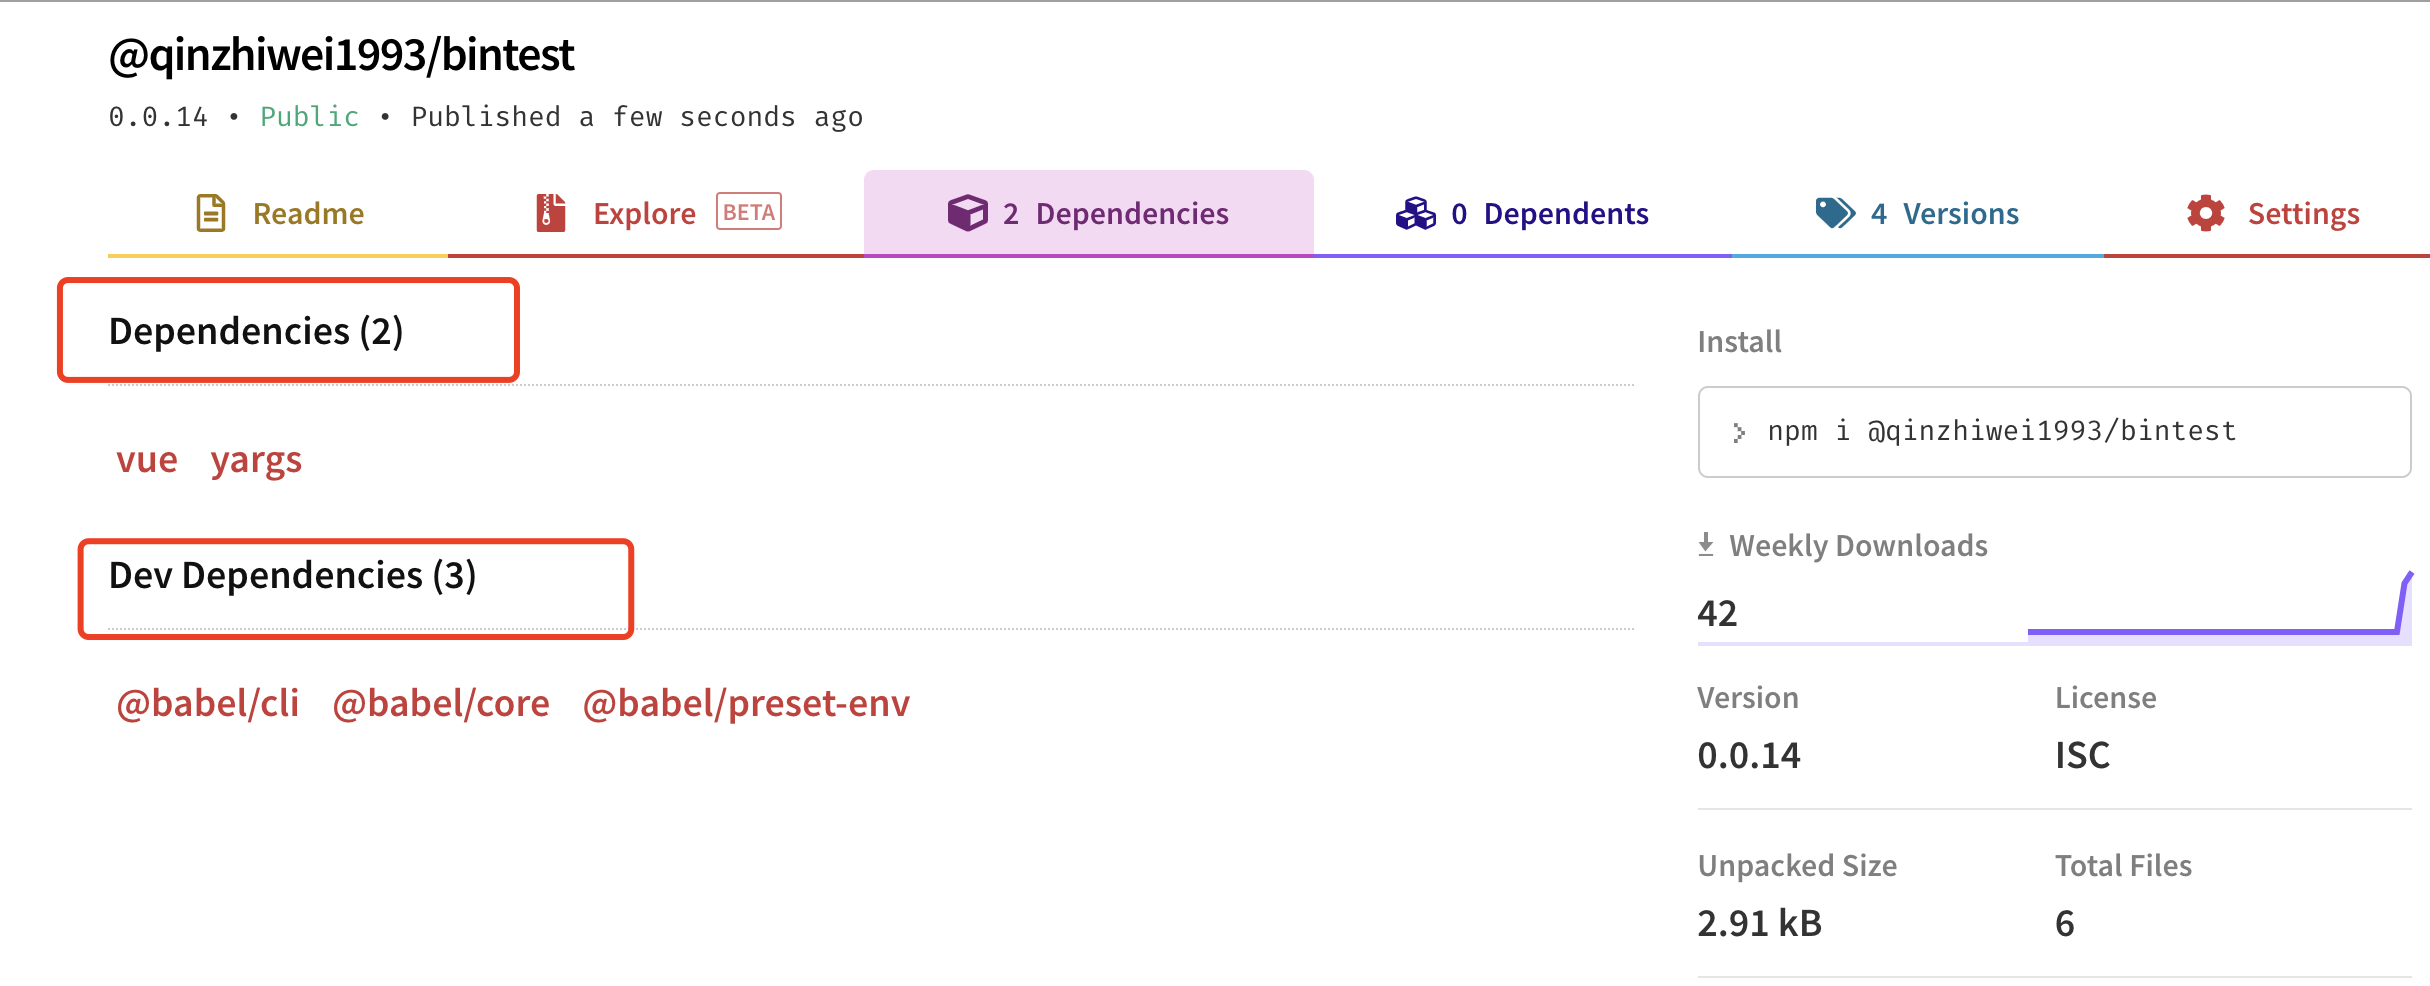 @qinzhiwei1993/bintest
0.0.14 • Public • Published a few seconds ago
Readme
Explore BETA
2 Dependencies
0 Dependents
4 Versions
Settings
Dependencies (2)
vue yargs
Dev Dependencies (3)
@babel/cli @babel/core @babel/preset-env
Install
npm i @qinzhiwei1993/bintest
Weekly Downloads
42
Version
0.0.14
License
ISC
Unpacked Size
2.91 kB
Total Files
6